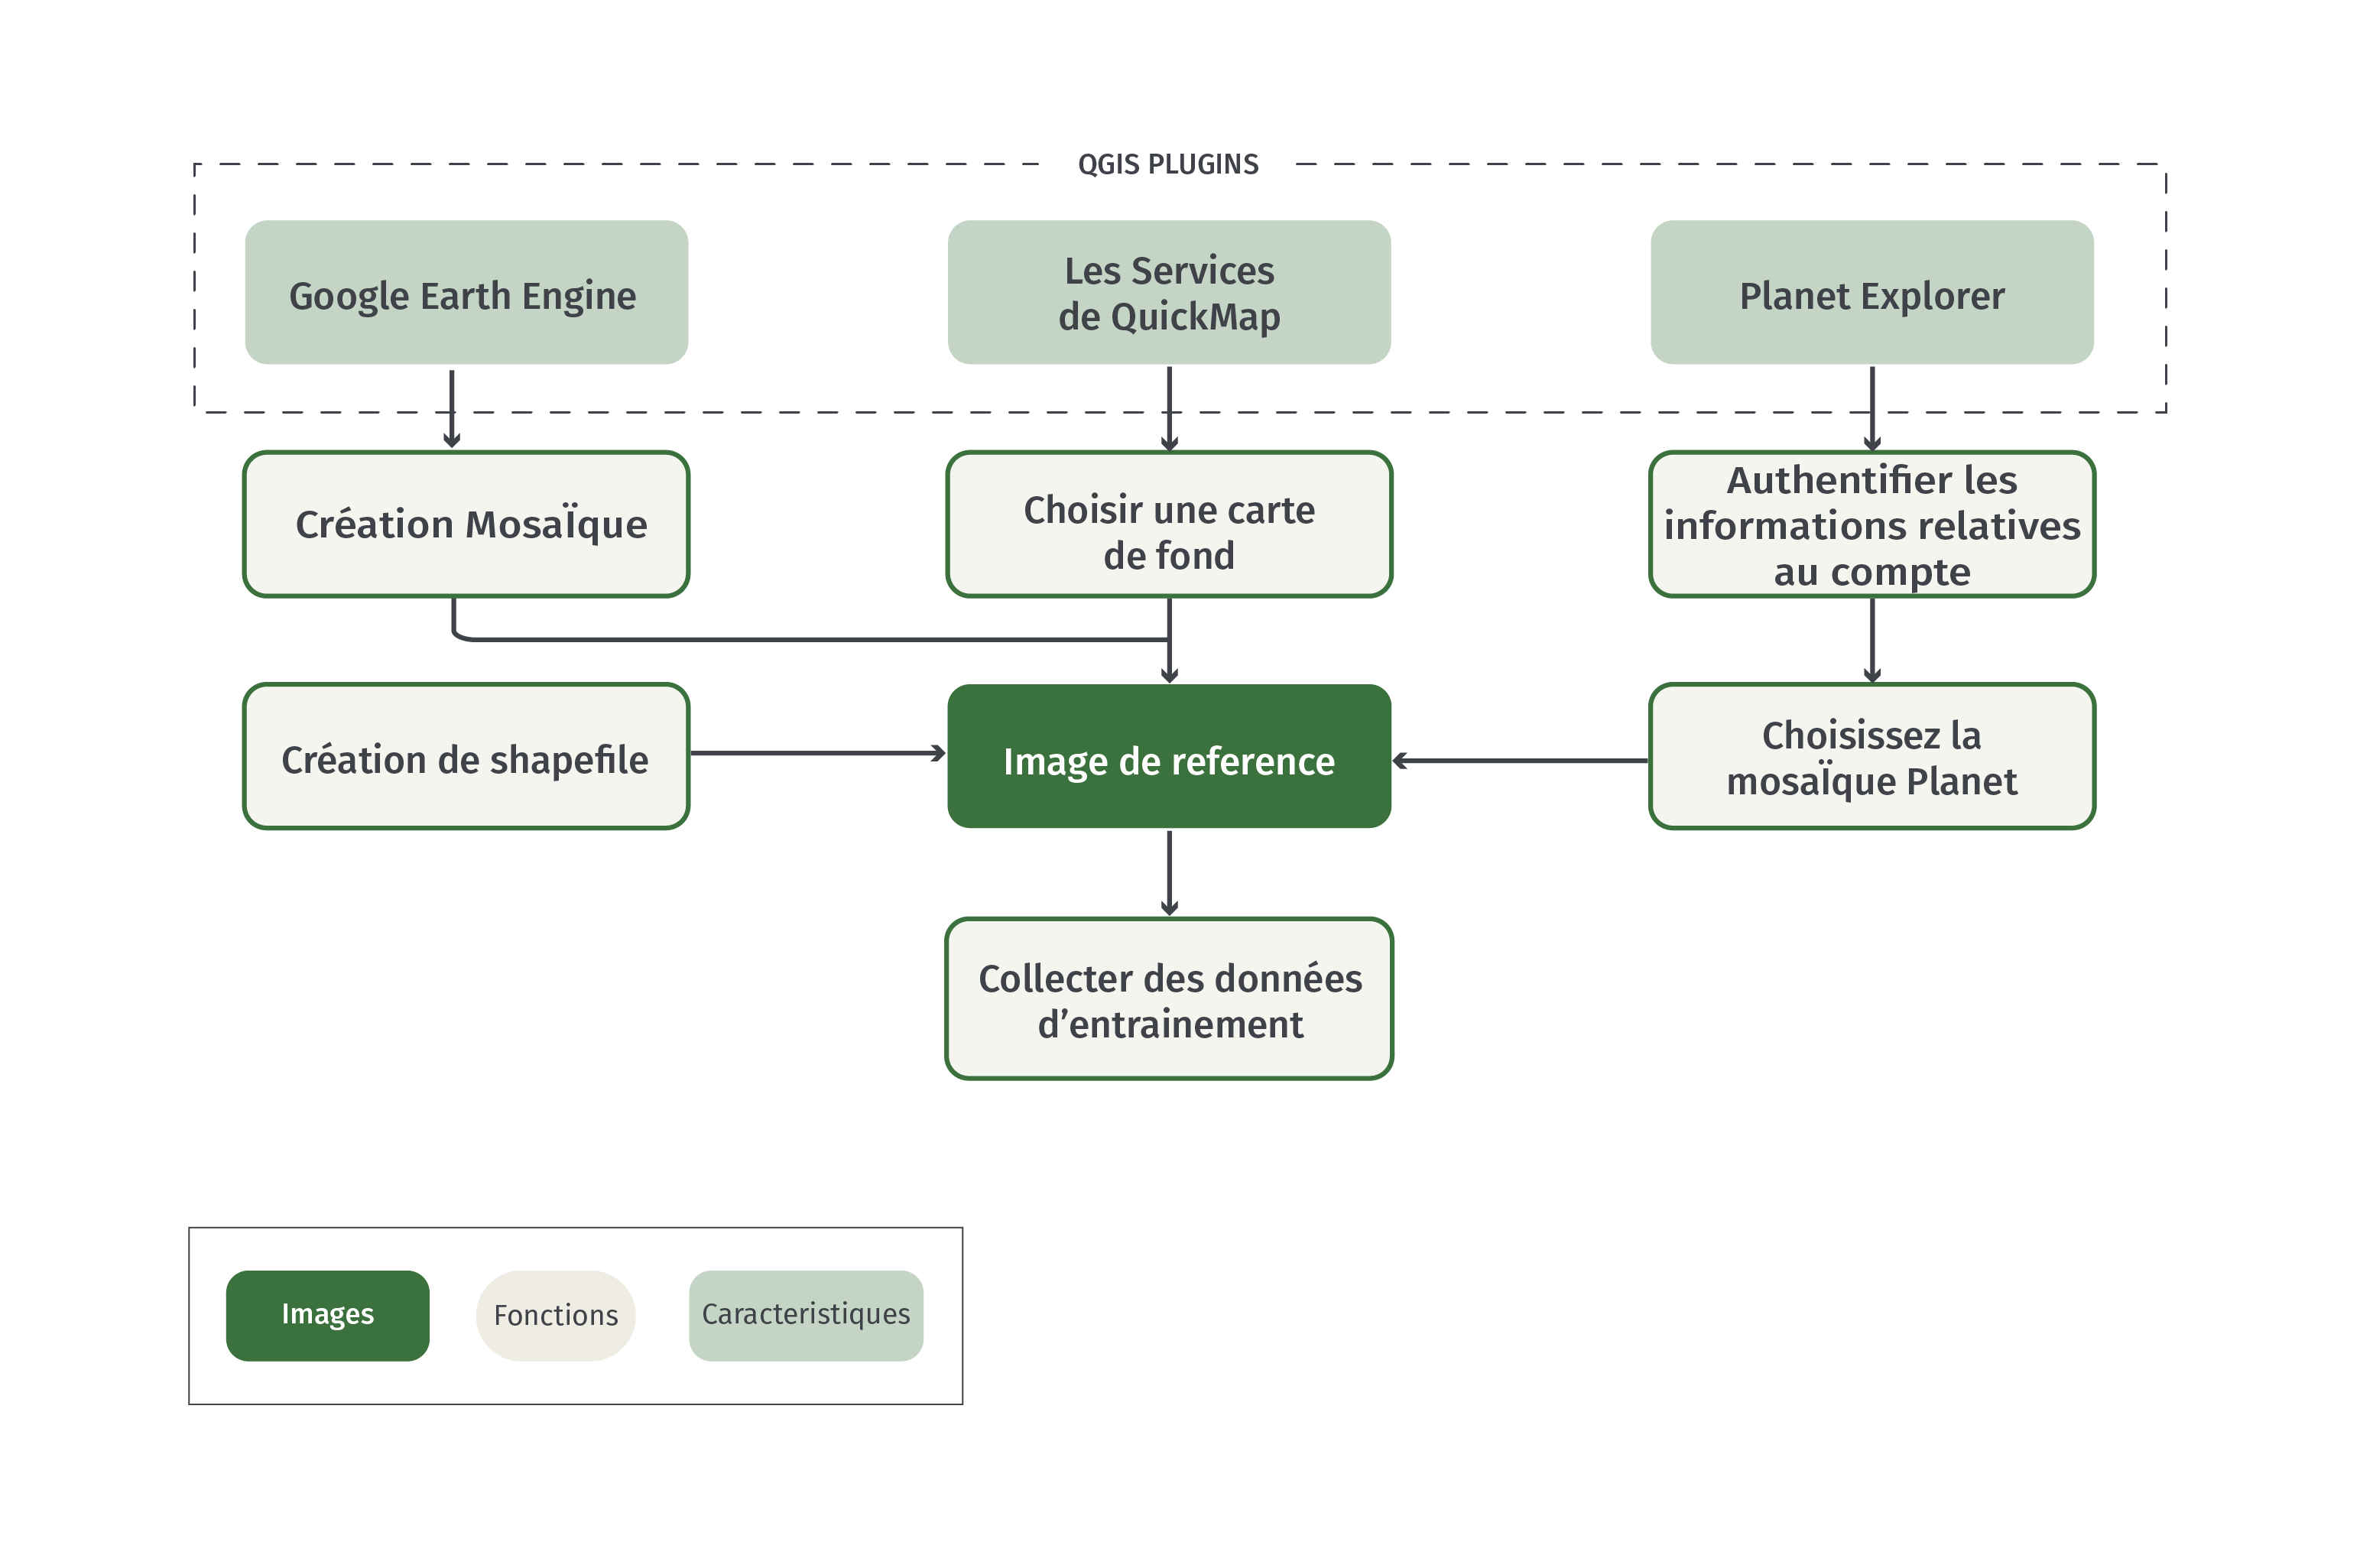 QGIS PLUGINS
Google Earth Engine
Les Services
de QuickMap
Planet Explorer
Création MosaÏque
Choisir une carte
de fond
Authentifier les
informations relatives
au compte
Création de shapefile
Image de reference
Choisissez la
mosaÏque Planet
Collecter des données
d’entrainement
Images
Fonctions
Caracteristiques